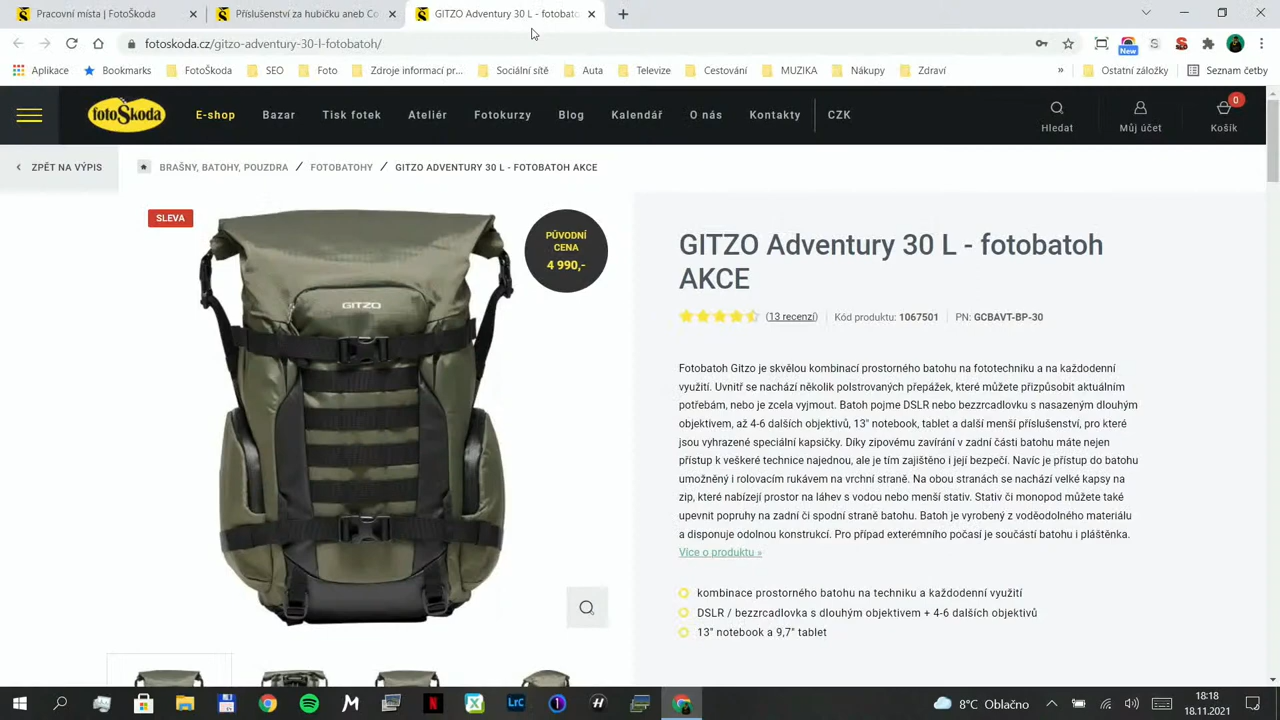 Pracovní místa | FotoŠkoda
Příslušenství za hubičku aneb Co
GITZO Adventury 30 L - fotobato
fotoskoda.cz/gitzo-adventury-30-l-fotobatoh/
New
Aplikace
Bookmarks
FotoŠkoda
SEO
Foto
Zdroje informací pr...
Sociální sítě
Auta
Televize
Cestování
MUZIKA
Nákupy
Zdraví
»
Ostatní záložky
Seznam četby
fotoŠkoda
E-shop
Bazar
Tisk fotek
Ateliér
Fotokurzy
Blog
Kalendář
O nás
Kontakty
CZK
Hledat
Můj účet
0
Košík
ZPĚT NA VÝPIS
BRAŠNY, BATOHY, POUZDRA / FOTOBATOHY / GITZO ADVENTURY 30 L - FOTOBATOH AKCE
SLEVA
PŮVODNÍ
CENA
4 990,-
GITZO
GITZO Adventury 30 L - fotobatoh
AKCE
(13 recenzí)
Kód produktu: 1067501
PN: GCBAVT-BP-30
Fotobatoh Gitzo je skvělou kombinací prostorného batohu na fototechniku a na každodenní
využití. Uvnitř se nachází několik polstrovaných přepážek, které můžete přizpůsobit aktuálním
potřebám, nebo je zcela vyjmout. Batoh pojme DSLR nebo bezzrcadlovku s nasazeným dlouhým
objektivem, až 4-6 dalších objektivů, 13" notebook, tablet a další menší příslušenství, pro které
jsou vyhrazené speciální kapsičky. Díky zipovému zavírání v zadní části batohu máte nejen
přístup k veškeré technice najednou, ale je tím zajištěno i její bezpečí. Navíc je přístup do batohu
umožněný i rolovacím rukávem na vrchní straně. Na obou stranách se nachází velké kapsy na
zip, které nabízejí prostor na láhev s vodou nebo menší stativ. Stativ či monopod můžete také
upevnit popruhy na zadní či spodní straně batohu. Batoh je vyrobený z voděodolného materiálu
a disponuje odolnou konstrukcí. Pro případ exterémního počasí je součástí batohu i pláštěnka.
Více o produktu »
kombinace prostorného batohu na techniku a každodenní využití
DSLR / bezzrcadlovka s dlouhým objektivem + 4-6 dalších objektivů
13" notebook a 9,7" tablet
Lrc
8°C Oblačno
18:18
18.11.2021